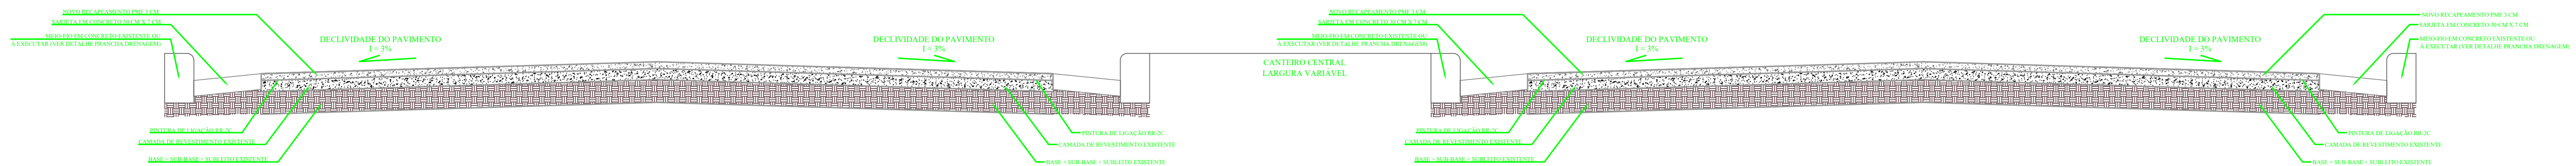 NOVO RECAPEAMENTO PMF 3 CM
SARJETA EM CONCRETO 30 CM X 7 CM
MEIO-FIO EM CONCRETO EXISTENTE OU
À EXECUTAR (VER DETALHE PRANCHA DRENAGEM)
DECLIVIDADE DO PAVIMENTO
I = 3%
DECLIVIDADE DO PAVIMENTO
I = 3%
PINTURA DE LIGAÇÃO RR-2C
CAMADA DE REVESTIMENTO EXISTENTE
BASE + SUB-BASE + SUBLEITO EXISTENTE
PINTURA DE LIGAÇÃO RR-2C
CAMADA DE REVESTIMENTO EXISTENTE
BASE + SUB-BASE + SUBLEITO EXISTENTE
CANTEIRO CENTRAL
LARGURA VARIÁVEL
NOVO RECAPEAMENTO PMF 3 CM
SARJETA EM CONCRETO 30 CM X 7 CM
MEIO-FIO EM CONCRETO EXISTENTE OU
À EXECUTAR (VER DETALHE PRANCHA DRENAGEM)
DECLIVIDADE DO PAVIMENTO
I = 3%
DECLIVIDADE DO PAVIMENTO
I = 3%
NOVO RECAPEAMENTO PMF 3 CM
SARJETA EM CONCRETO 30 CM X 7 CM
MEIO-FIO EM CONCRETO EXISTENTE OU
À EXECUTAR (VER DETALHE PRANCHA DRENAGEM)
PINTURA DE LIGAÇÃO RR-2C
CAMADA DE REVESTIMENTO EXISTENTE
BASE + SUB-BASE + SUBLEITO EXISTENTE
PINTURA DE LIGAÇÃO RR-2C
CAMADA DE REVESTIMENTO EXISTENTE
BASE + SUB-BASE + SUBLEITO EXISTENTE